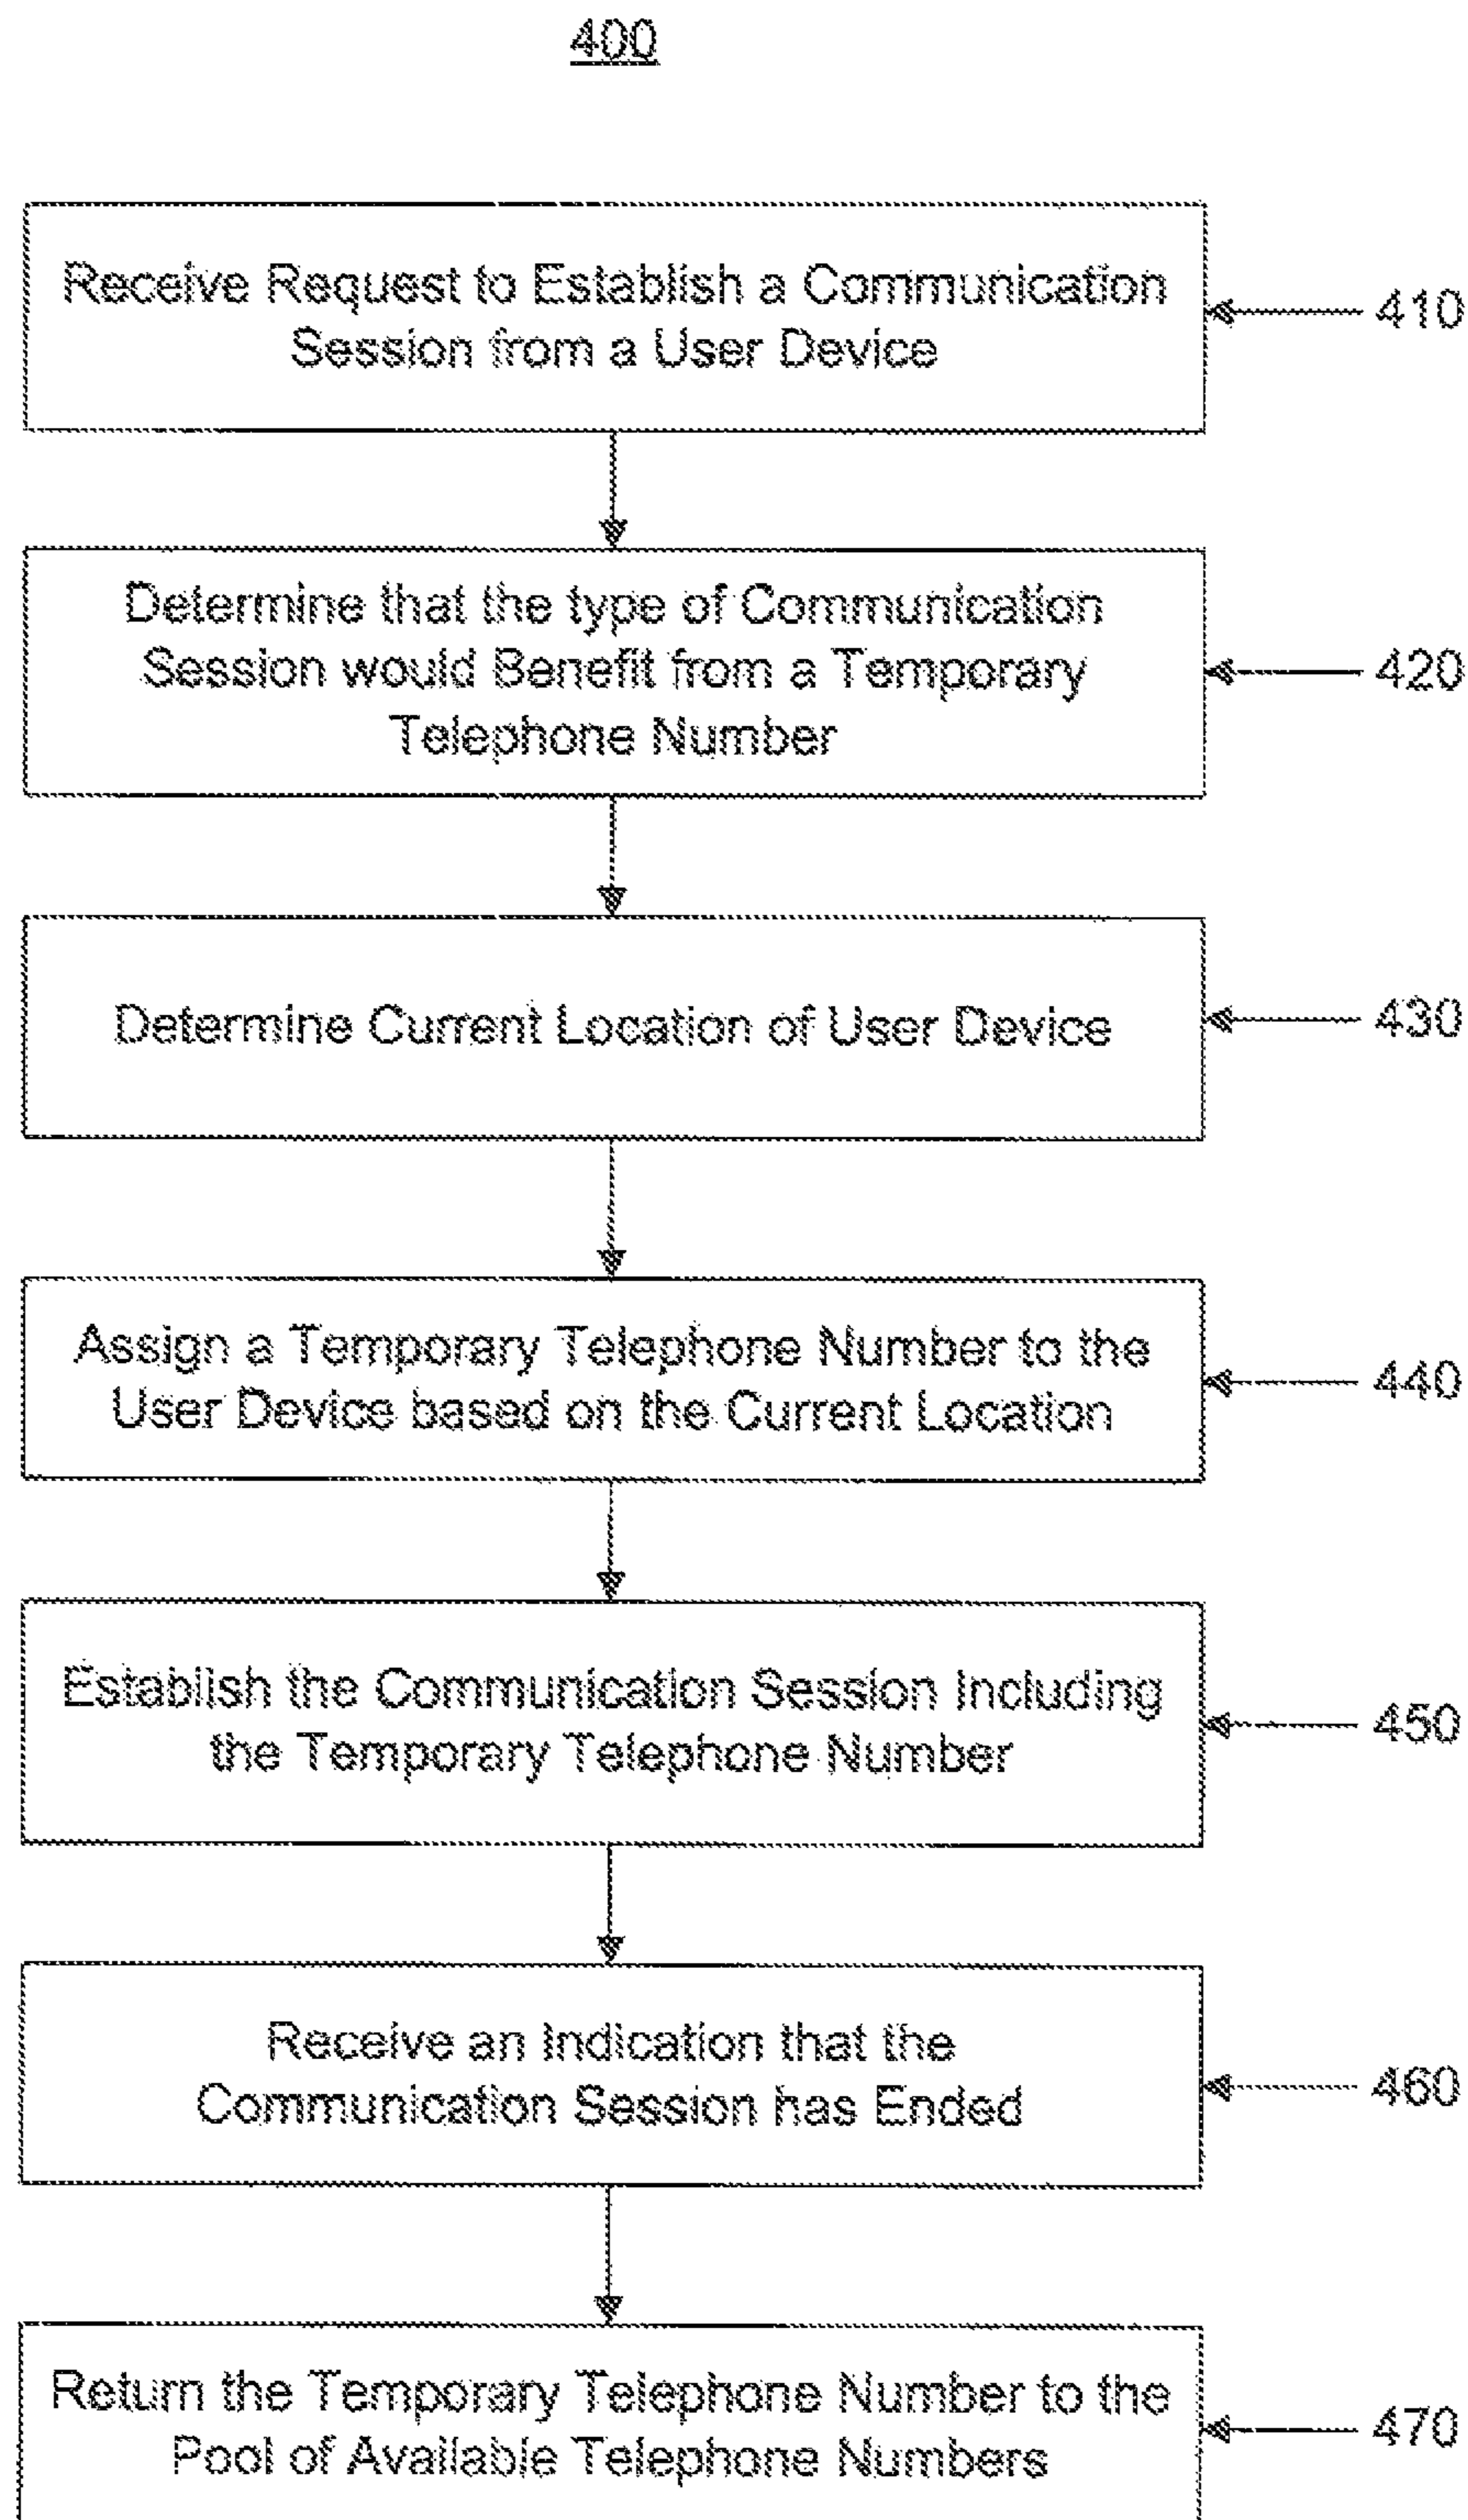 400
Receive Request to Establish a Communication
Session from a User Device
410
Determine that the type of Communication
Session would Benefit from a Temporary
Telephone Number
420
Determine Current Location of User Device
430
Assign a Temporary Telephone Number to the
User Device based on the Current Location
440
Establish the Communication Session Including
the Temporary Telephone Number
450
Receive an Indication that the
Communication Session has Ended
460
Return the Temporary Telephone Number to the
Pool of Available Telephone Numbers
470